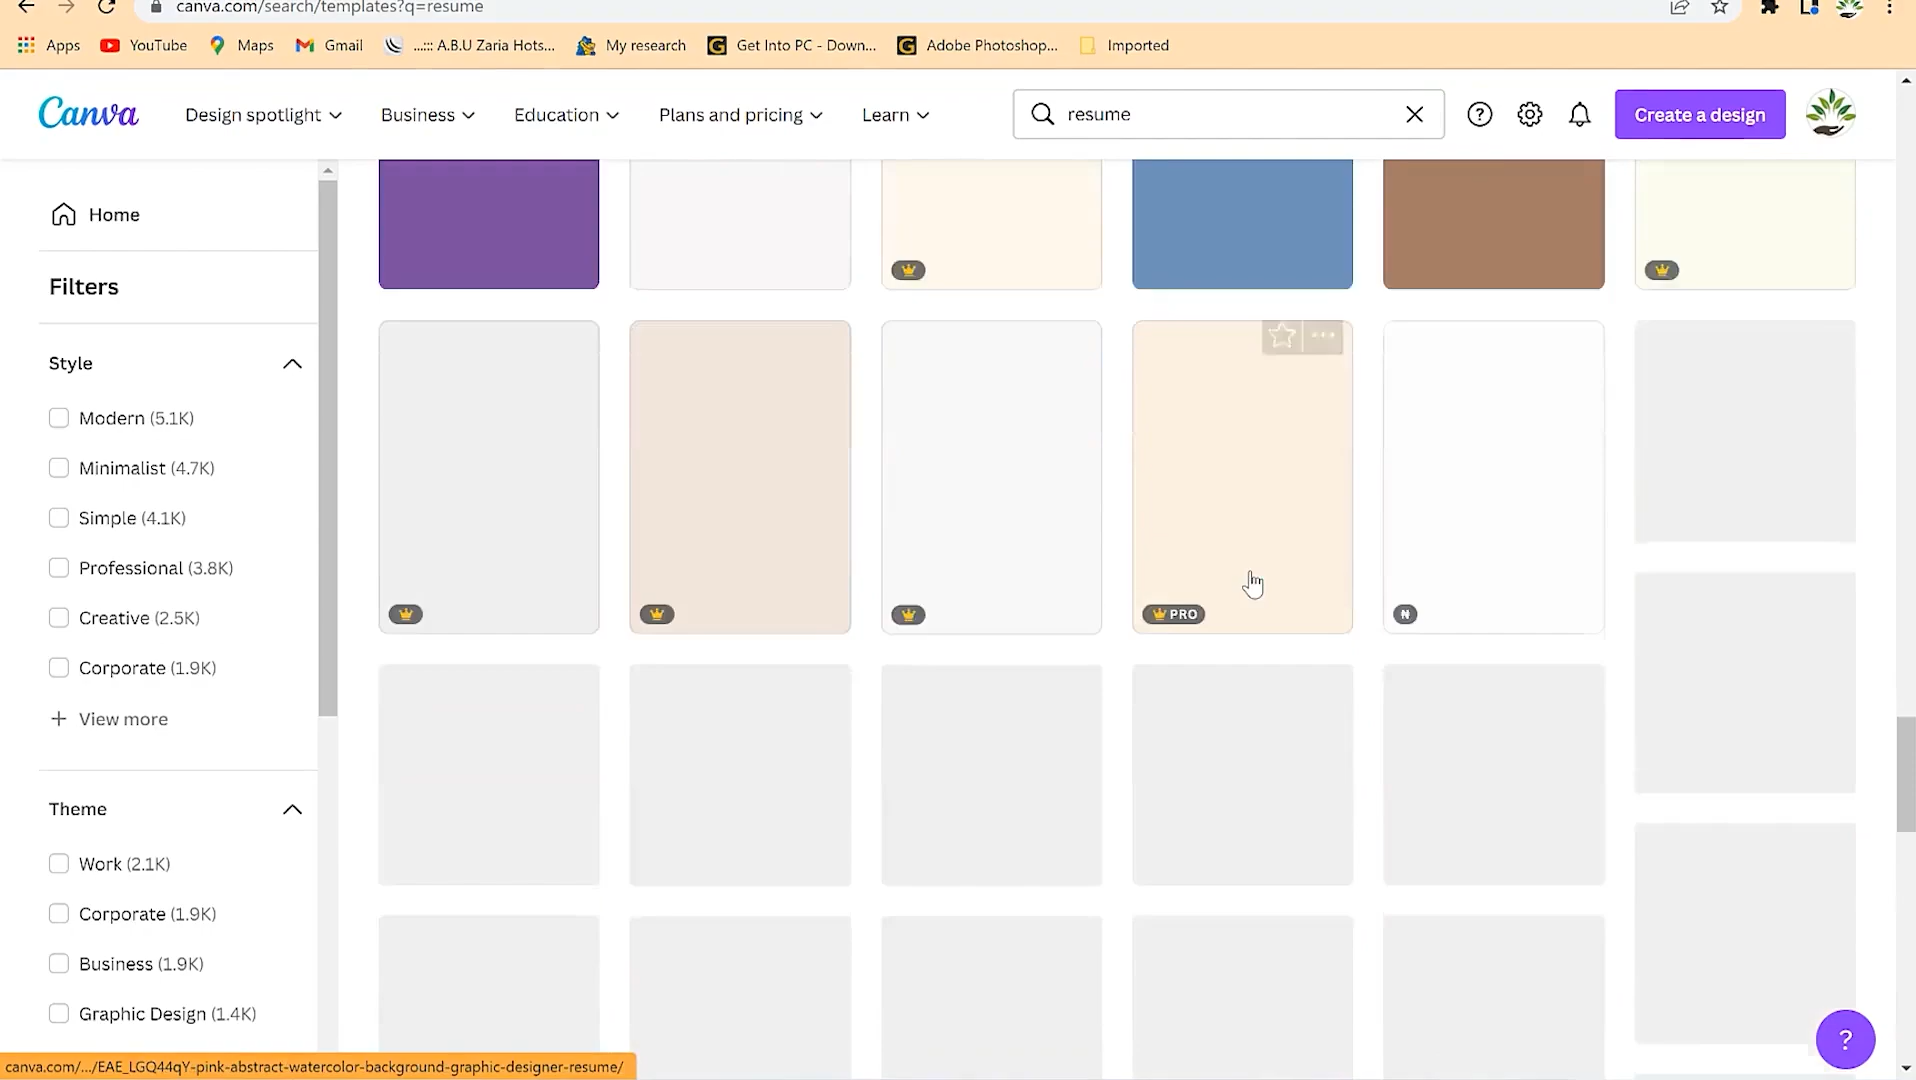 canva.com/search/templates?q=resume
Apps YouTube Maps Gmail ...::: A.B.U Zaria Hots... My research Get Into PC - Down... Adobe Photoshop... Imported
Canva Design spotlight Business Education Plans and pricing Learn resume Create a design
Home
Filters
Style
Modern (5.1K)
Minimalist (4.7K)
Simple (4.1K)
Professional (3.8K)
Creative (2.5K)
Corporate (1.9K)
+ View more
PRO
₦
Theme
Work (2.1K)
Corporate (1.9K)
Business (1.9K)
Graphic Design (1.4K)
?
canva.com/.../EAE_LGQ44qY-pink-abstract-watercolor-background-graphic-designer-resume/